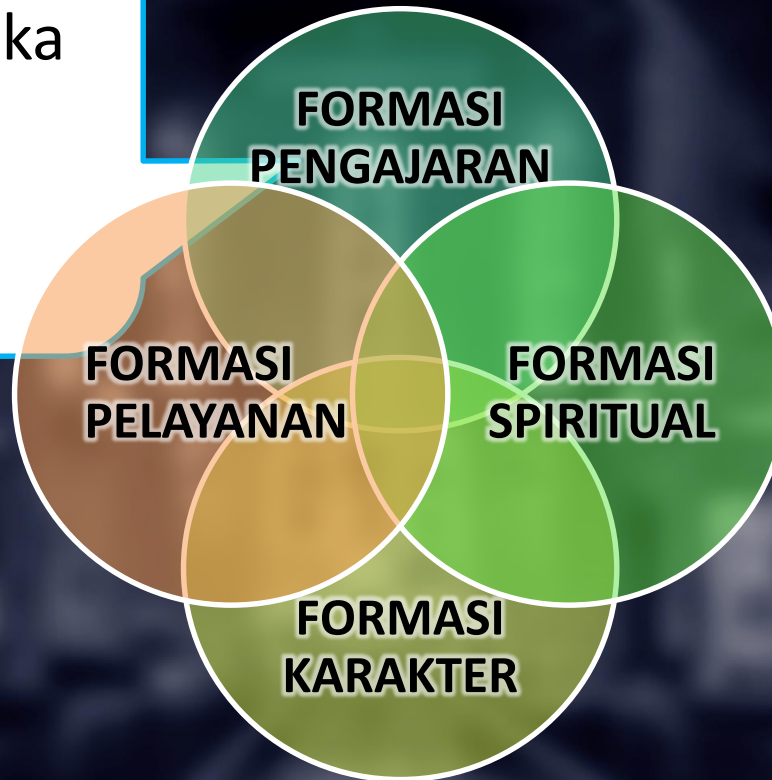 ka
FORMASI
PENGAJARAN
FORMASI
PELAYANAN
FORMASI
SPIRITUAL
FORMASI
KARAKTER